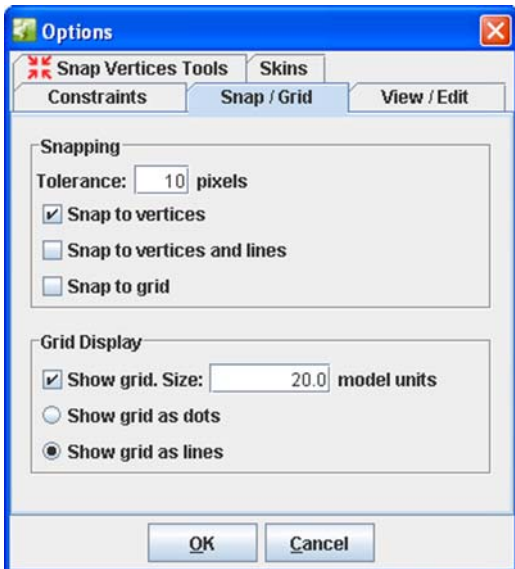 Options
Snap Vertices Tools Skins
Constraints Snap / Grid View / Edit
Snapping
Tolerance: 10 pixels
Snap to vertices
Snap to vertices and lines
Snap to grid
Grid Display
Show grid. Size: 20.0 model units
Show grid as dots
Show grid as lines
OK Cancel